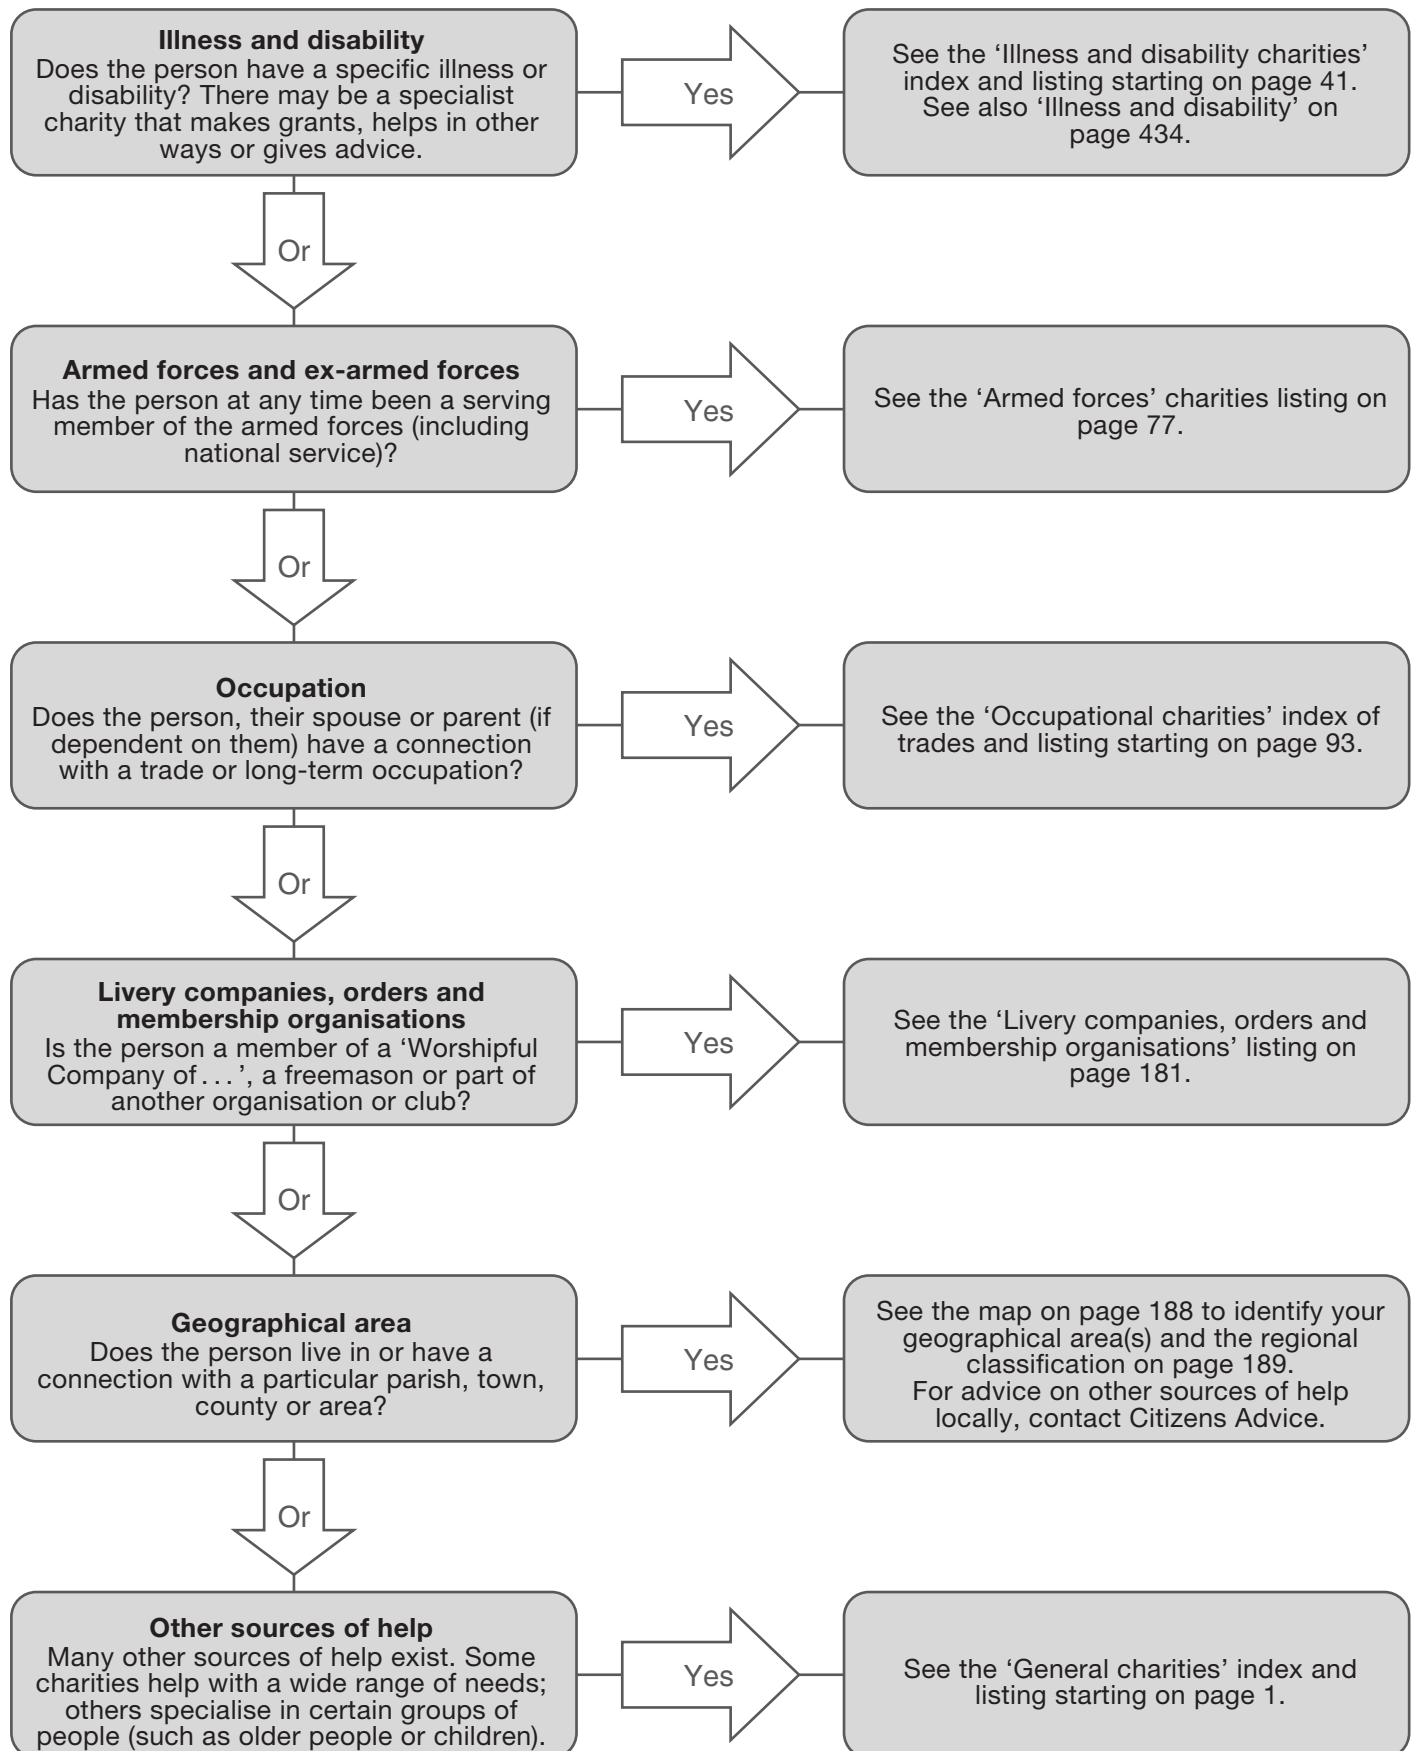 Illness and disability
Does the person have a specific illness or
disability? There may be a specialist
charity that makes grants, helps in other
ways or gives advice.
Yes
See the ‘Illness and disability charities’
index and listing starting on page 41.
See also ‘Illness and disability’ on
page 434.
Or
Armed forces and ex-armed forces
Has the person at any time been a serving
member of the armed forces (including
national service)?
Yes
See the ‘Armed forces’ charities listing on
page 77.
Or
Occupation
Does the person, their spouse or parent (if
dependent on them) have a connection
with a trade or long-term occupation?
Yes
See the ‘Occupational charities’ index of
trades and listing starting on page 93.
Or
Livery companies, orders and
membership organisations
Is the person a member of a ‘Worshipful
Company of . . . ’, a freemason or part of
another organisation or club?
Yes
See the ‘Livery companies, orders and
membership organisations’ listing on
page 181.
Or
Geographical area
Does the person live in or have a
connection with a particular parish, town,
county or area?
Yes
See the map on page 188 to identify your
geographical area(s) and the regional
classification on page 189.
For advice on other sources of help
locally, contact Citizens Advice.
Or
Other sources of help
Many other sources of help exist. Some
charities help with a wide range of needs;
others specialise in certain groups of
people (such as older people or children).
Yes
See the ‘General charities’ index and
listing starting on page 1.